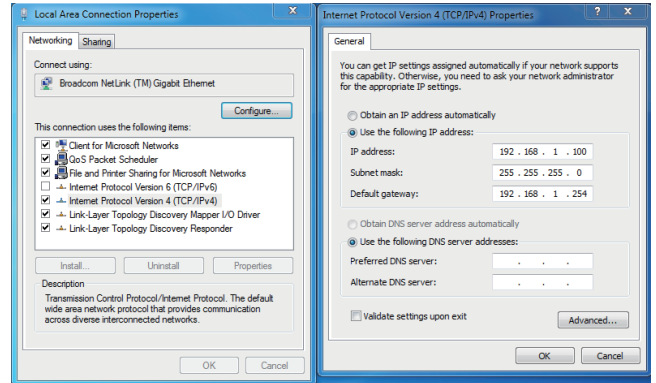 Local Area Connection Properties
Networking
Sharing
Connect using:
Broadcom NetLink (TM) Gigabit Ethernet
Configure...
This connection uses the following items:
Client for Microsoft Networks
QoS Packet Scheduler
File and Printer Sharing for Microsoft Networks
Internet Protocol Version 6 (TCP/IPv6)
Internet Protocol Version 4 (TCP/IPv4)
Link-Layer Topology Discovery Mapper I/O Driver
Link-Layer Topology Discovery Responder
Install...
Uninstall
Properties
Description
Transmission Control Protocol/Internet Protocol. The default
wide area network protocol that provides communication
across diverse interconnected networks.
OK
Cancel
Internet Protocol Version 4 (TCP/IPv4) Properties
General
You can get IP settings assigned automatically if your network supports
this capability. Otherwise, you need to ask your network administrator
for the appropriate IP settings.
Obtain an IP address automatically
Use the following IP address:
IP address:
192 . 168 . 1 . 100
Subnet mask:
255 . 255 . 255 . 0
Default gateway:
192 . 168 . 1 . 254
Obtain DNS server address automatically
Use the following DNS server addresses:
Preferred DNS server:
. . .
Alternate DNS server:
. . .
Validate settings upon exit
Advanced...
OK
Cancel